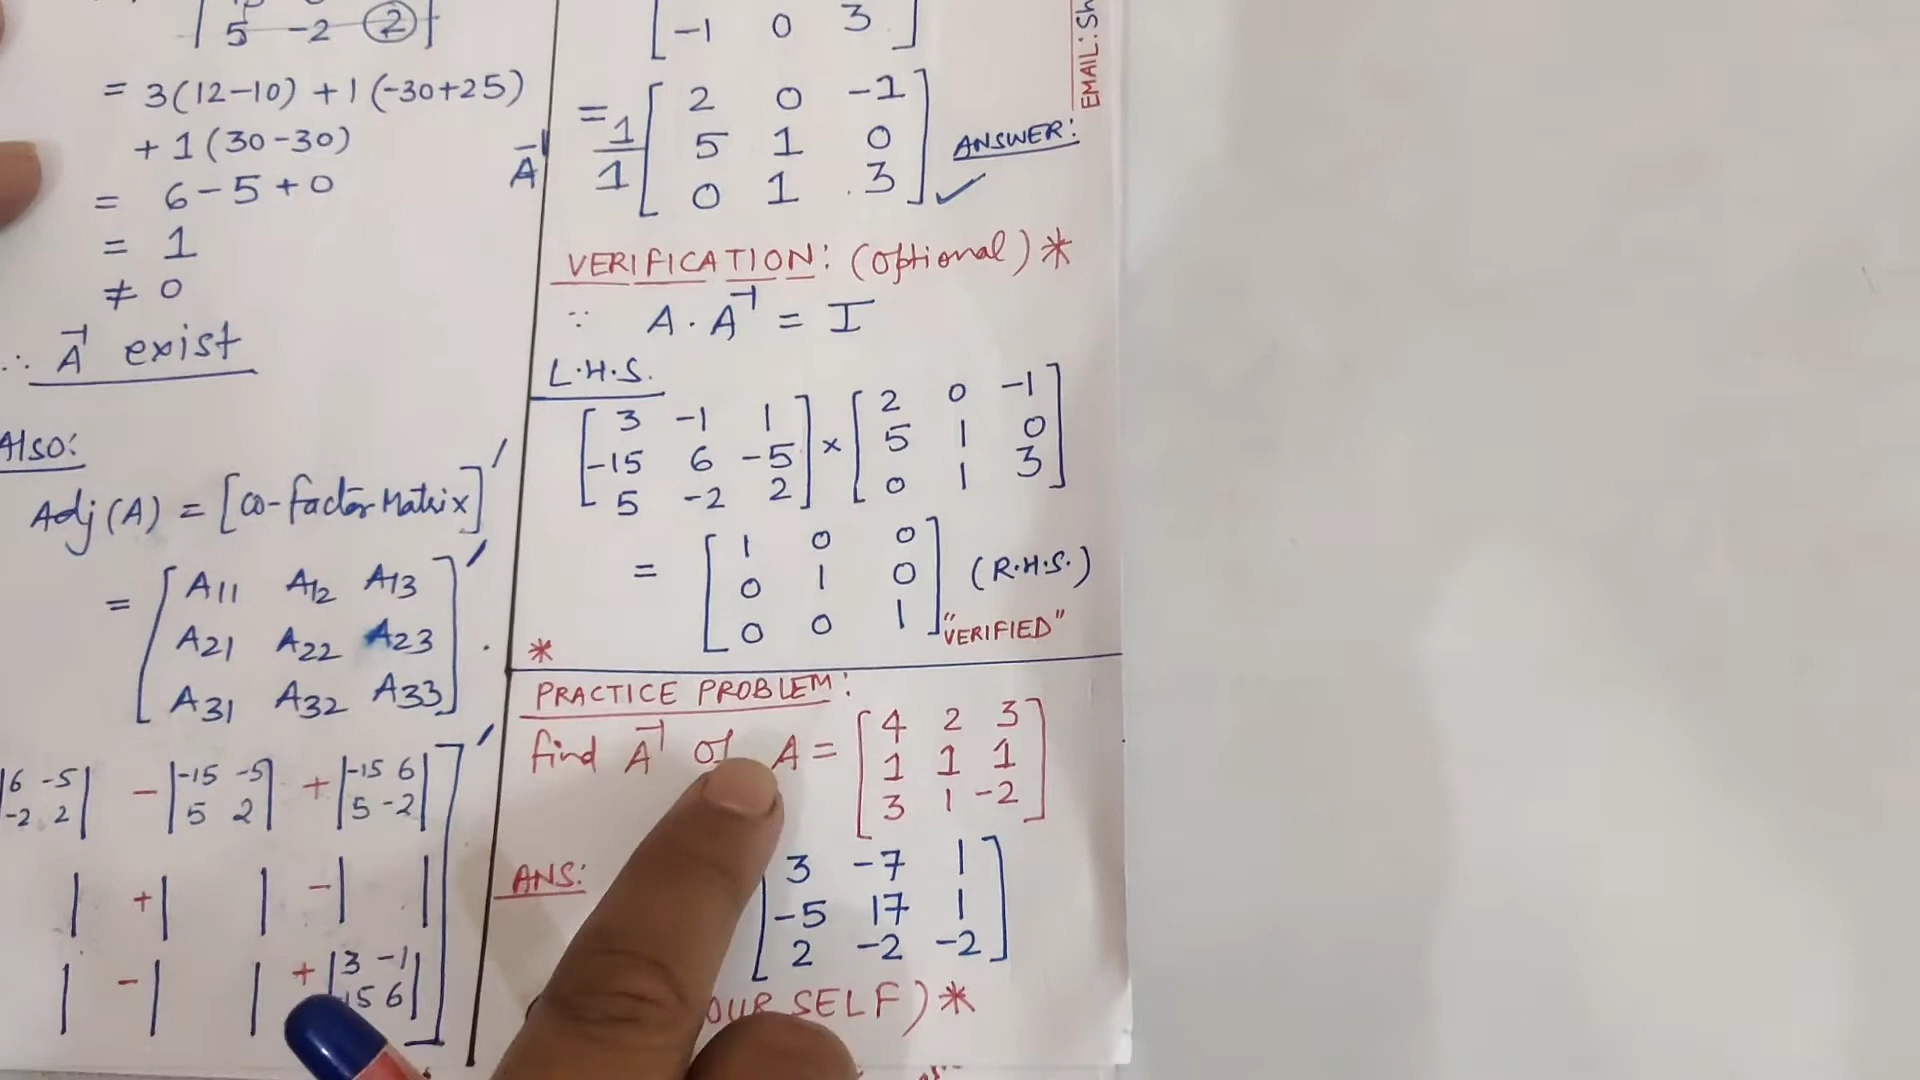 5 -2 2
= 3(12-10) +1(-30+25)
+ 1(30-30)
= 6-5+0
= 1
≠ 0
∴ A⁻¹ exist
Also:
Adj(A) = [Co-factor Matrix]′
= [A11 A12 A13
A21 A22 A23
A31 A32 A33]′
|6 -5 -|-15 -5 +|-15 6
-2 2| 5 2| 5 -2|]′
| +| | -| |
| -| | +|3 -1
15 6|
[-1 0 3]
A⁻¹ = 1/1 [2 0 -1
5 1 0
0 1 3]
ANSWER:
VERIFICATION: (Optional) *
∵ A . A⁻¹ = I
L.H.S.
[3 -1 1
-15 6 -5
5 -2 2] × [2 0 -1
5 1 0
0 1 3]
= [1 0 0
0 1 0
0 0 1] (R.H.S.)
"VERIFIED"
*
PRACTICE PROBLEM:
find A⁻¹ of A = [4 2 3
1 1 1
3 1 -2]
ANS:
[3 -7 1
-5 17 1
2 -2 -2]
SELF) *
EMAIL: